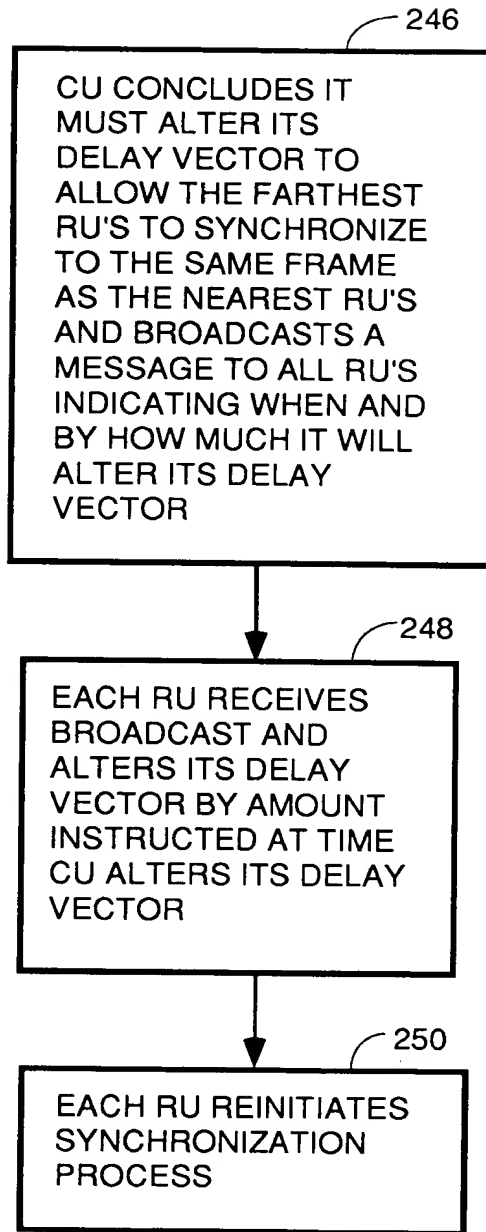 246
CU CONCLUDES IT
MUST ALTER ITS
DELAY VECTOR TO
ALLOW THE FARTHEST
RU'S TO SYNCHRONIZE
TO THE SAME FRAME
AS THE NEAREST RU'S
AND BROADCASTS A
MESSAGE TO ALL RU'S
INDICATING WHEN AND
BY HOW MUCH IT WILL
ALTER ITS DELAY
VECTOR
248
EACH RU RECEIVES
BROADCAST AND
ALTERS ITS DELAY
VECTOR BY AMOUNT
INSTRUCTED AT TIME
CU ALTERS ITS DELAY
VECTOR
250
EACH RU REINITIATES
SYNCHRONIZATION
PROCESS